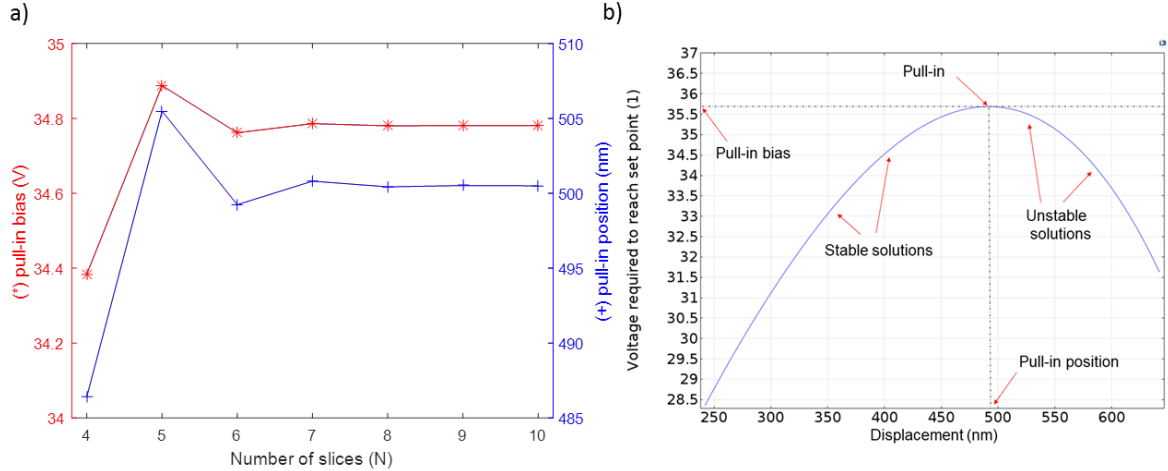 a)
35
34.8
34.6
34.4
34.2
34
(*) pull-in bias (V)
4 5 6 7 8 9 10
Number of slices (N)
510
505
500
495
490
485
(+) pull-in position (nm)
b)
37
36.5
36
35.5
35
34.5
34
33.5
33
32.5
32
31.5
31
30.5
30
29.5
29
28.5
Voltage required to reach set point (1)
Pull-in
Pull-in bias
Stable solutions
Unstable
solutions
Pull-in position
250 300 350 400 450 500 550 600
Displacement (nm)